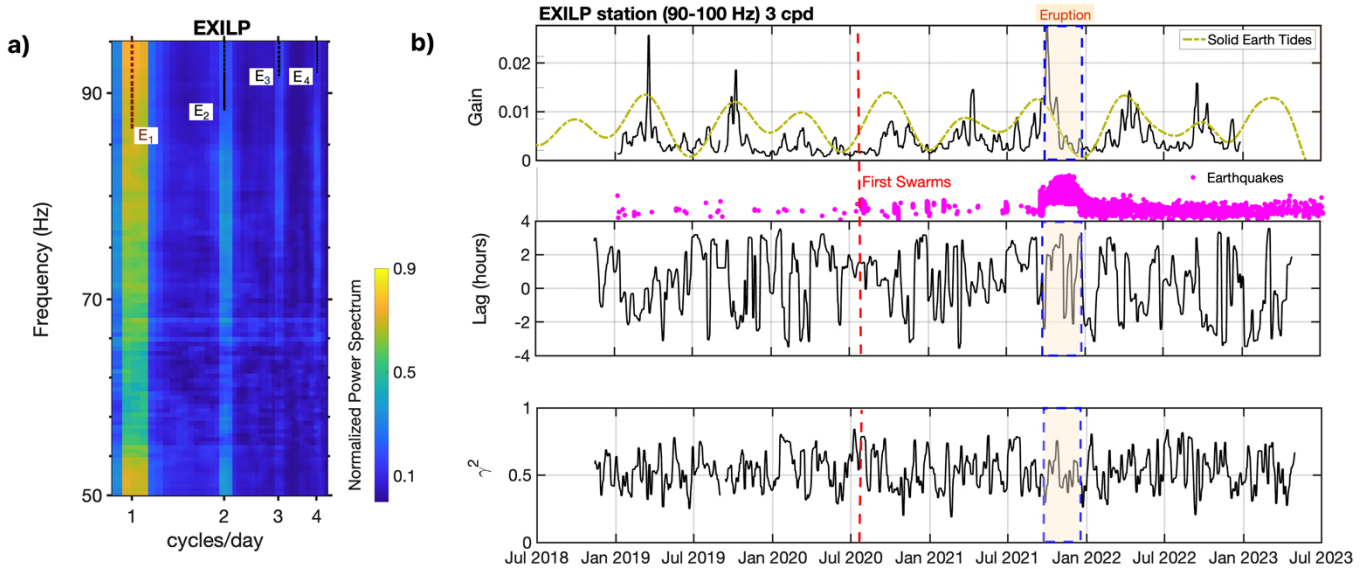 a)
EXILP
E1
E2
E3
E4
90
70
50
Frequency (Hz)
1 2 3 4
cycles/day
0.9
0.5
0.1
Normalized Power Spectrum
b)
EXILP station (90-100 Hz) 3 cpd
Eruption
Solid Earth Tides
0.02
0.01
0
Gain
First Swarms
Earthquakes
4
2
0
-2
-4
Lag (hours)
1
0.5
0
γ2
Jul 2018 Jan 2019 Jul 2019 Jan 2020 Jul 2020 Jan 2021 Jul 2021 Jan 2022 Jul 2022 Jan 2023 Jul 2023